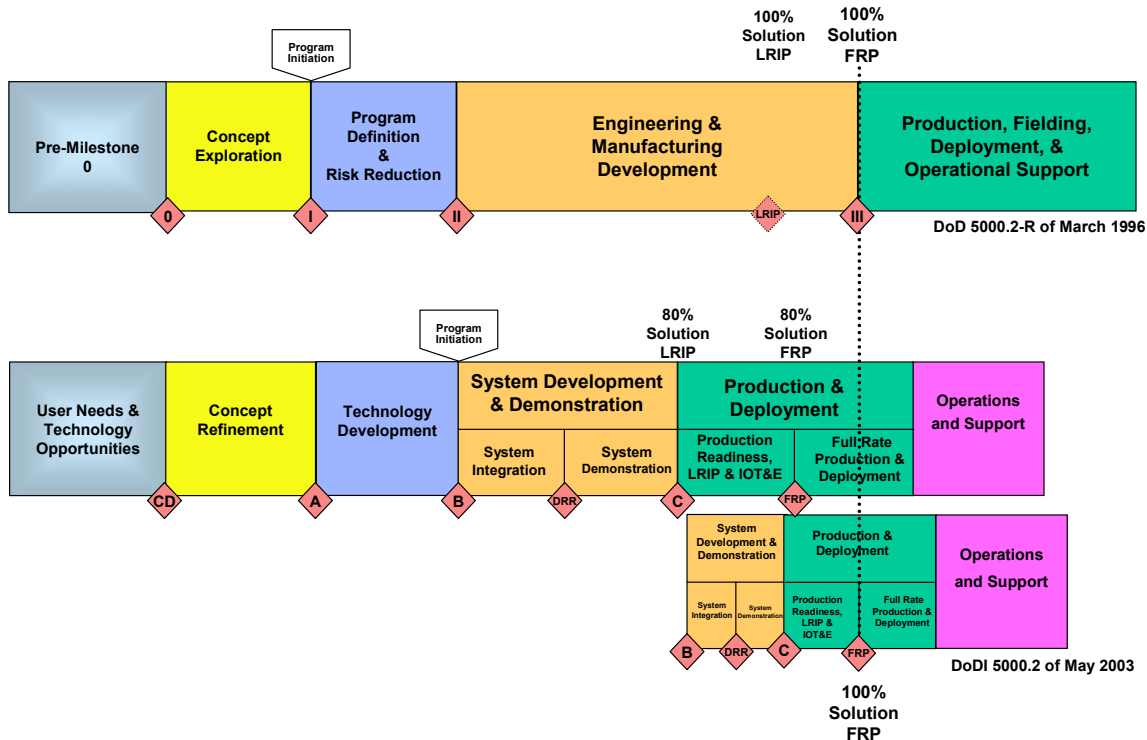 100%
Solution
LRIP
100%
Solution
FRP
Program
Initiation
Pre-Milestone
0
Concept
Exploration
Program
Definition
&
Risk Reduction
Engineering &
Manufacturing
Development
Production, Fielding,
Deployment, &
Operational Support
0
I
II
LRIP
III
DoD 5000.2-R of March 1996
Program
Initiation
80%
Solution
LRIP
80%
Solution
FRP
User Needs &
Technology
Opportunities
Concept
Refinement
Technology
Development
System Development
& Demonstration
System
Integration
System
Demonstration
Production &
Deployment
Production
Readiness,
LRIP & IOT&E
Full Rate
Production &
Deployment
Operations
and Support
CD
A
B
DRR
C
FRP
System
Development &
Demonstration
System
Integration
System
Demonstration
Production &
Deployment
Production
Readiness,
LRIP &
IOT&E
Full Rate
Production &
Deployment
Operations
and Support
B
DRR
C
FRP
DoDI 5000.2 of May 2003
100%
Solution
FRP